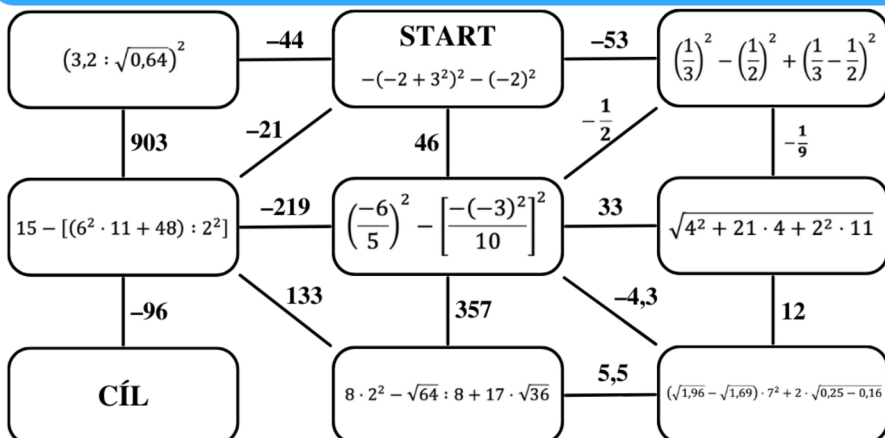 (3,2 : √0,64)²
–44
START
−(−2 + 3²)² − (−2)²
–53
(1/3)² − (1/2)² + (1/3 − 1/2)²
903
–21
46
−1/2
−1/9
15 − [(6² · 11 + 48) : 2²]
–219
(−6/5)² − [−(−3)²/10]²
33
√4² + 21 · 4 + 2² · 11
–96
133
357
–4,3
12
CÍL
8 · 2² − √64 : 8 + 17 · √36
5,5
(√1,96 − √1,69) · 7² + 2 · √0,25 − 0,16